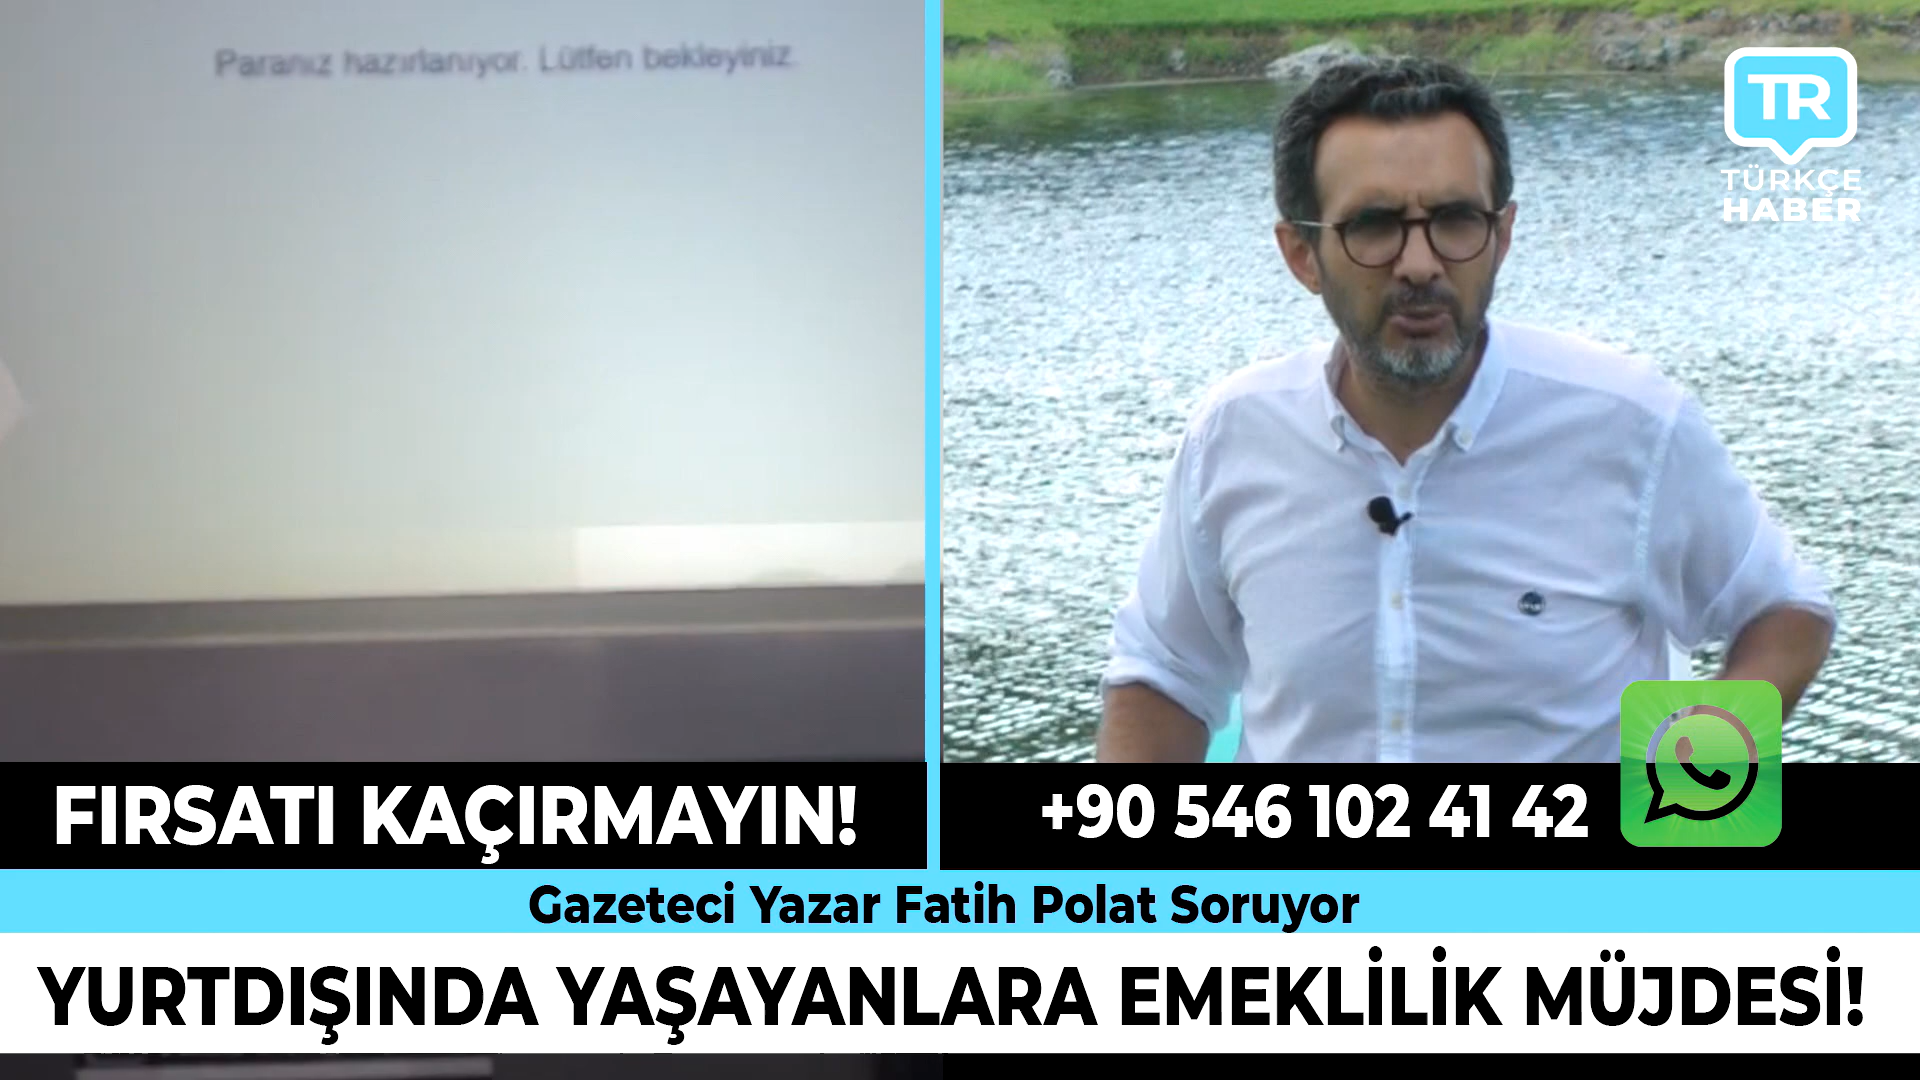 Paranız hazırlanıyor. Lütfen bekleyiniz.
TR
TÜRKÇE
HABER
FIRSATI KAÇIRMAYIN!
+90 546 102 41 42
Gazeteci Yazar Fatih Polat Soruyor
YURTDIŞINDA YAŞAYANLARA EMEKLİLİK MÜJDESİ!